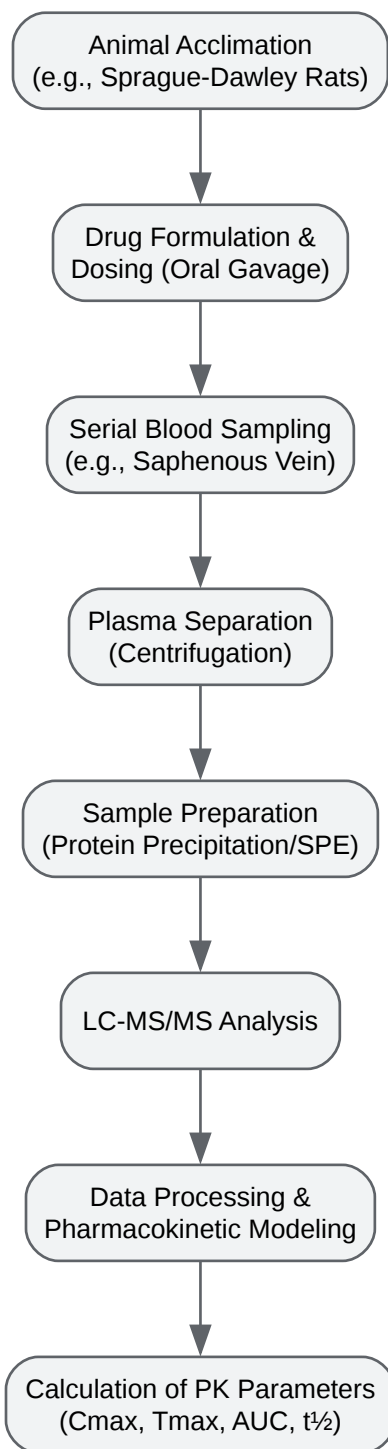 Animal Acclimation
(e.g., Sprague-Dawley Rats)
Drug Formulation &
Dosing (Oral Gavage)
Serial Blood Sampling
(e.g., Saphenous Vein)
Plasma Separation
(Centrifugation)
Sample Preparation
(Protein Precipitation/SPE)
LC-MS/MS Analysis
Data Processing &
Pharmacokinetic Modeling
Calculation of PK Parameters
(Cmax, Tmax, AUC, t½)